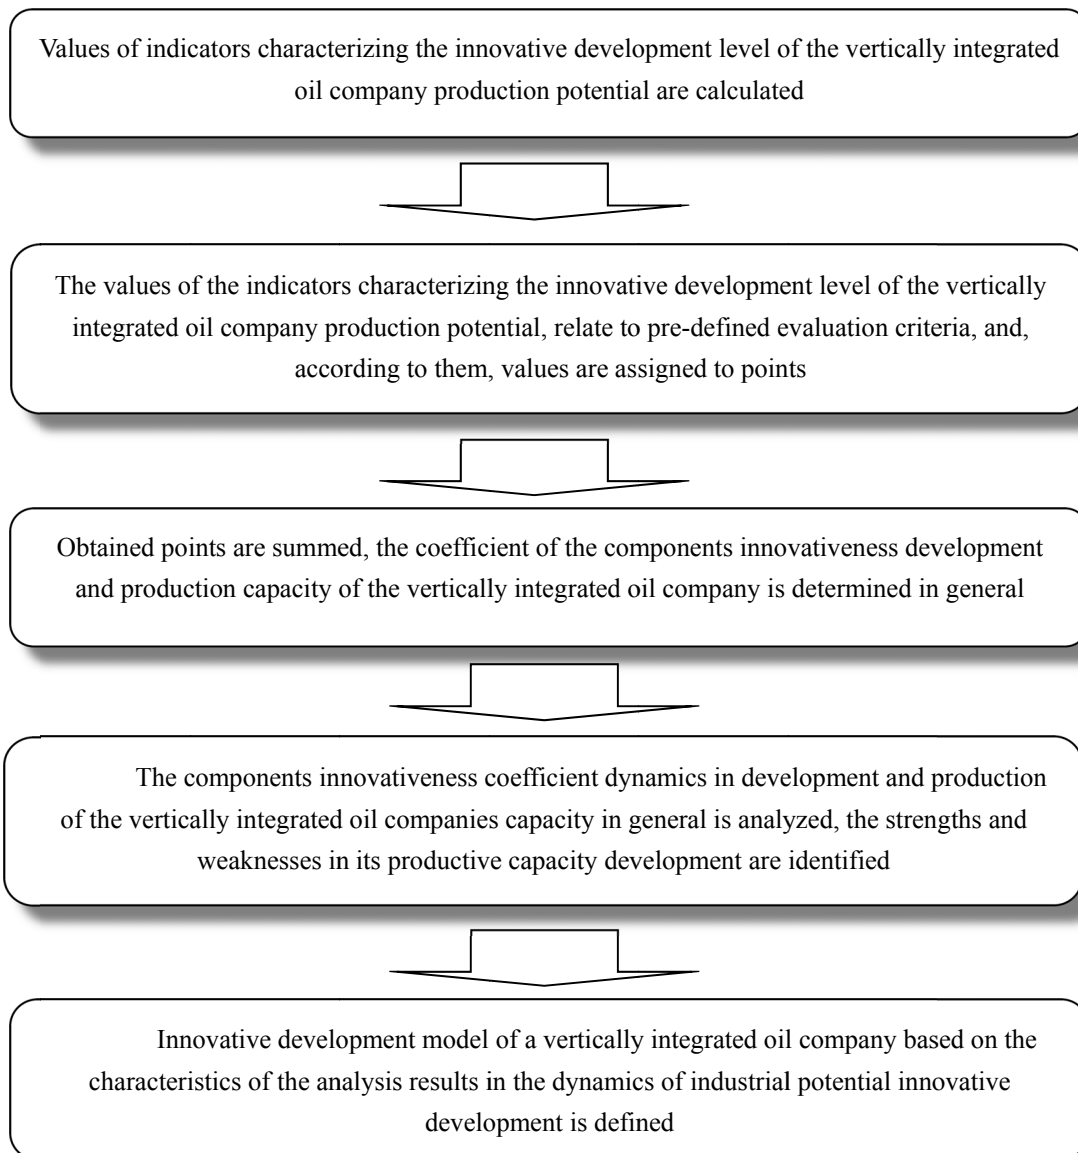 Values of indicators characterizing the innovative development level of the vertically integrated
oil company production potential are calculated
The values of the indicators characterizing the innovative development level of the vertically
integrated oil company production potential, relate to pre-defined evaluation criteria, and,
according to them, values are assigned to points
Obtained points are summed, the coefficient of the components innovativeness development
and production capacity of the vertically integrated oil company is determined in general
The components innovativeness coefficient dynamics in development and production
of the vertically integrated oil companies capacity in general is analyzed, the strengths and
weaknesses in its productive capacity development are identified
Innovative development model of a vertically integrated oil company based on the
characteristics of the analysis results in the dynamics of industrial potential innovative
development is defined